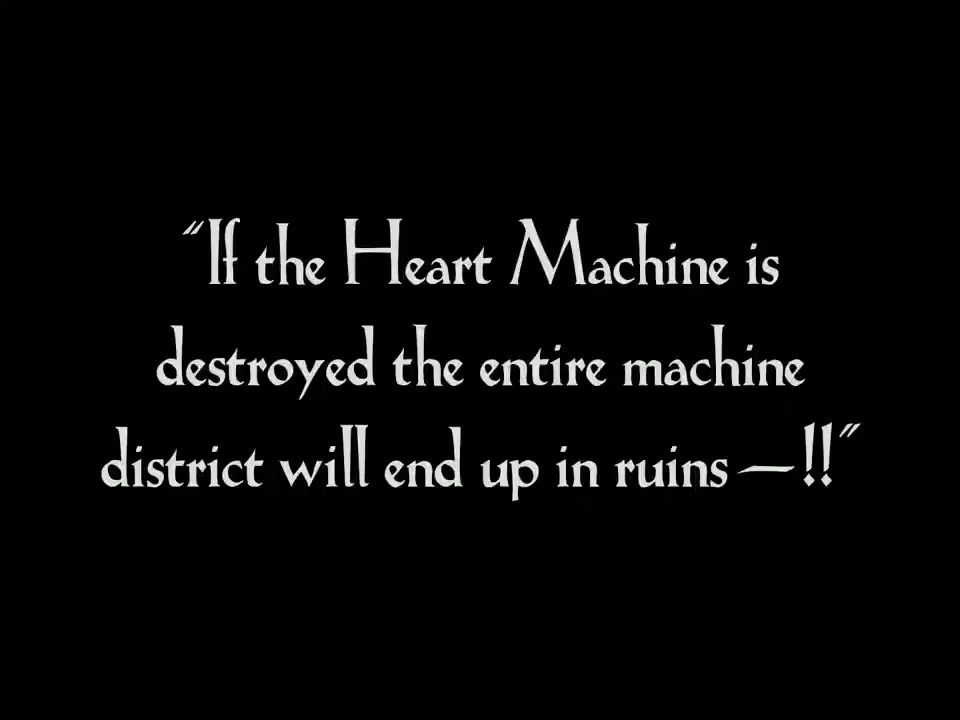 “If the Heart Machine is
destroyed the entire machine
district will end up in ruins—!!”